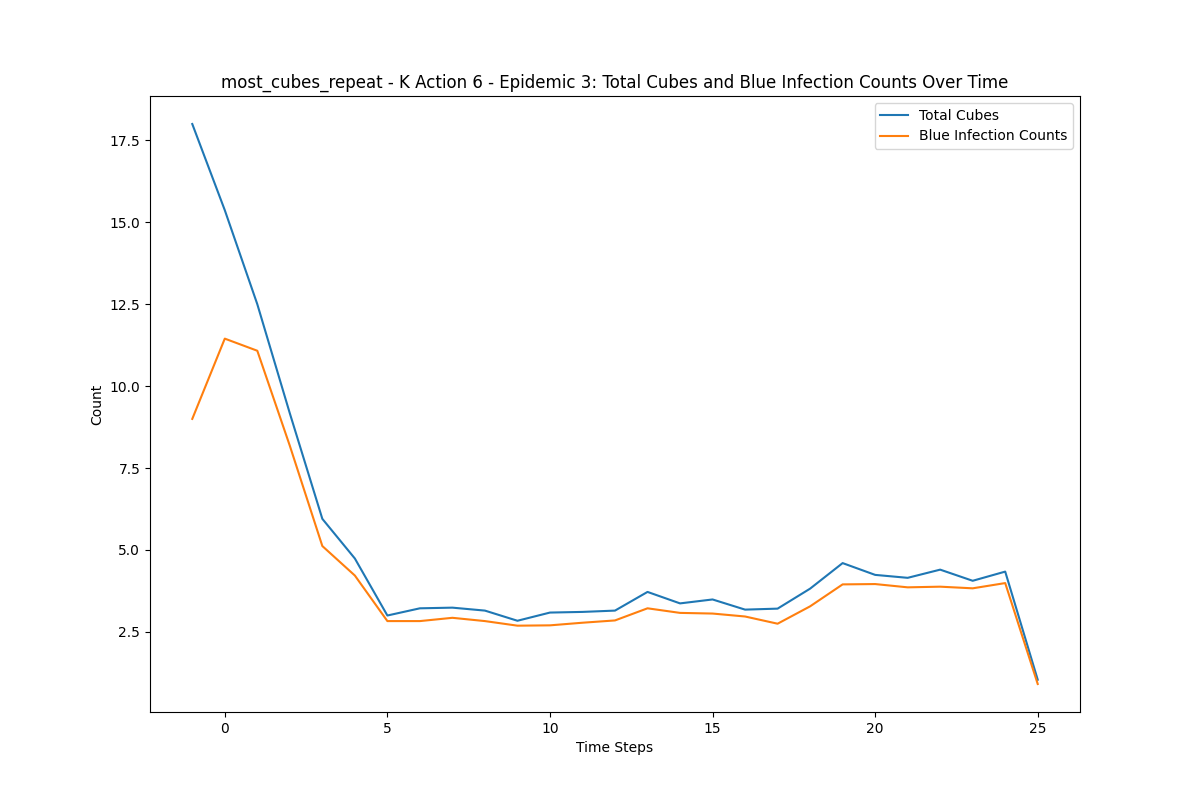 most_cubes_repeat - K Action 6 - Epidemic 3: Total Cubes and Blue Infection Counts Over Time
Total Cubes
Blue Infection Counts
17.5
15.0
12.5
10.0
7.5
5.0
2.5
Count
0 5 10 15 20 25
Time Steps